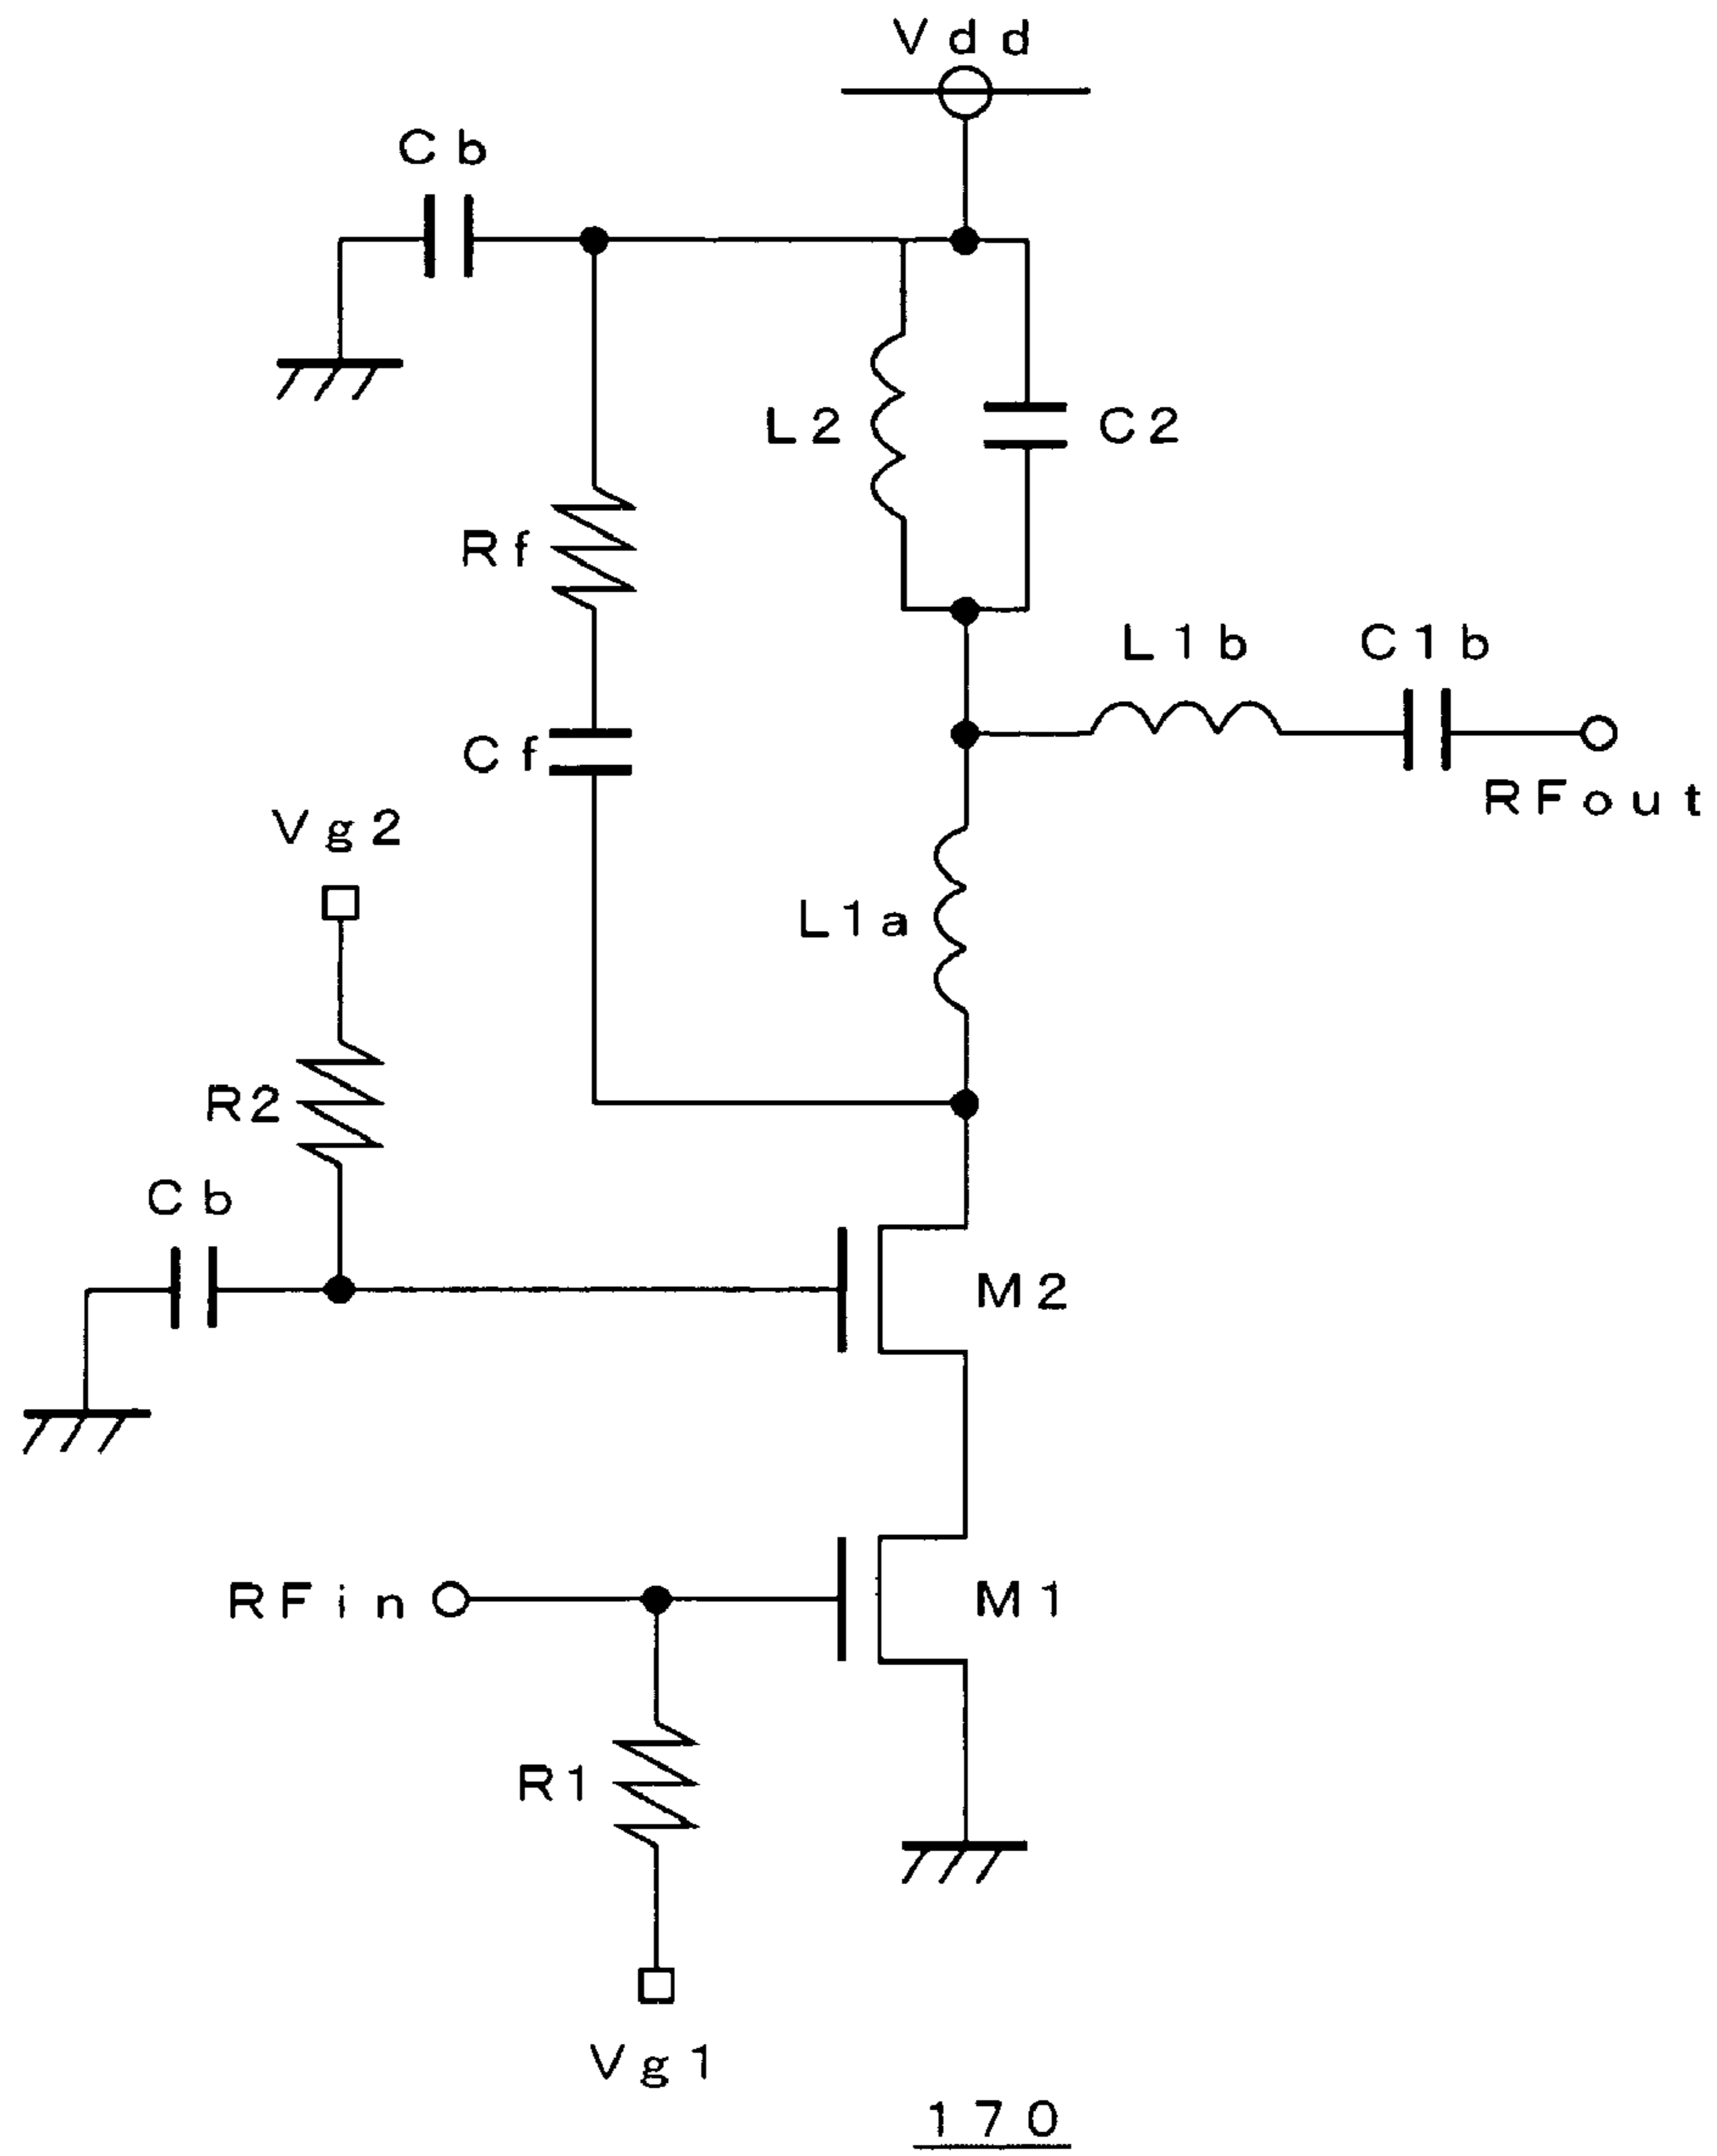 Vdd
Cb
L2
C2
Rf
L1b
C1b
Cf
RFout
Vg2
L1a
R2
Cb
M2
RFin
M1
R1
Vg1
170